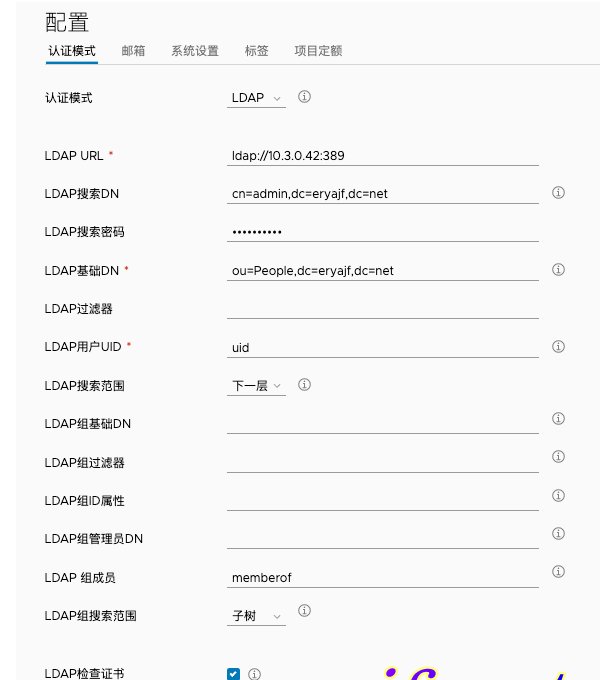 配置
认证模式 邮箱 系统设置 标签 项目定额
认证模式 LDAP
LDAP URL * ldap://10.3.0.42:389
LDAP搜索DN cn=admin,dc=eryajf,dc=net
LDAP搜索密码 ••••••••••
LDAP基础DN * ou=People,dc=eryajf,dc=net
LDAP过滤器
LDAP用户UID * uid
LDAP搜索范围 下一层
LDAP组基础DN
LDAP组过滤器
LDAP组ID属性
LDAP组管理员DN
LDAP 组成员 memberof
LDAP组搜索范围 子树
LDAP检查证书